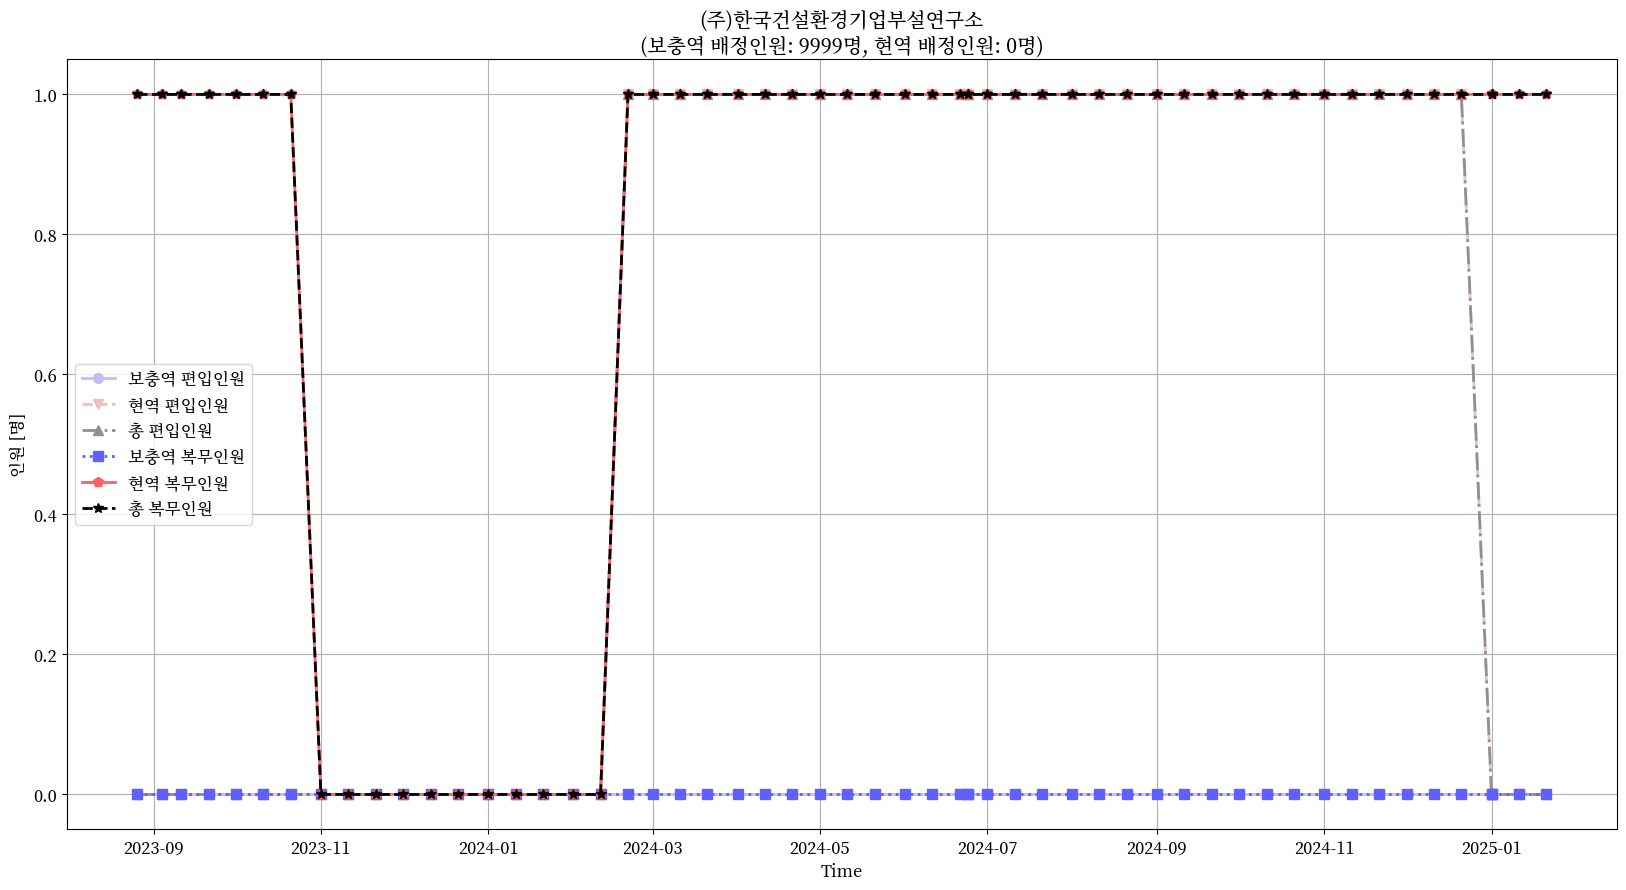 (주)한국건설환경기업부설연구소
(보충역 배정인원: 9999명, 현역 배정인원: 0명)
1.0
0.8
0.6
0.4
0.2
0.0
인원 [명]
보충역 편입인원
현역 편입인원
총 편입인원
보충역 복무인원
현역 복무인원
총 복무인원
2023-09
2023-11
2024-01
2024-03
2024-05
2024-07
2024-09
2024-11
2025-01
Time